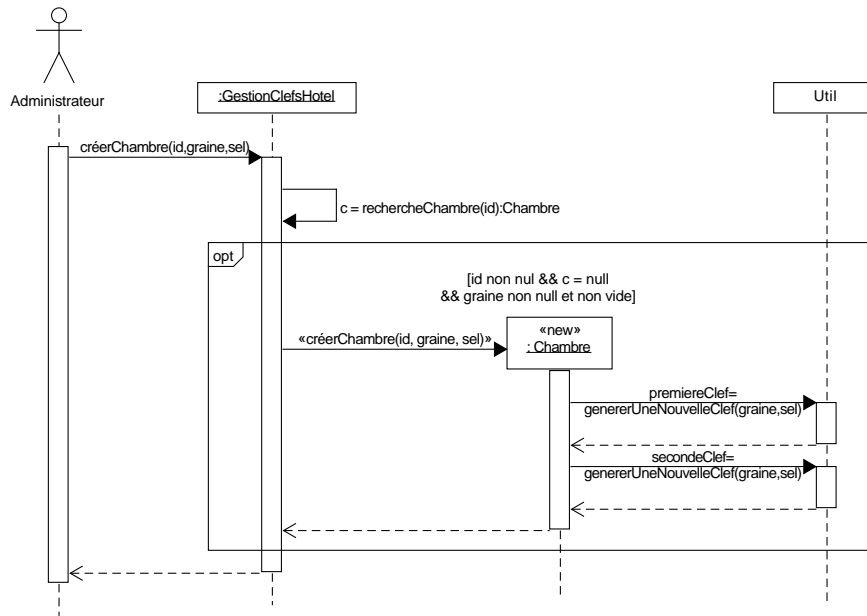 Administrateur
:GestionClefsHotel
Util
créerChambre(id,graine,sel)
c = rechercheChambre(id):Chambre
opt
[id non nul && c = null
&& graine non null et non vide]
«créerChambre(id, graine, sel)»
«new»
: Chambre
premiereClef=
genererUneNouvelleClef(graine,sel)
secondeClef=
genererUneNouvelleClef(graine,sel)